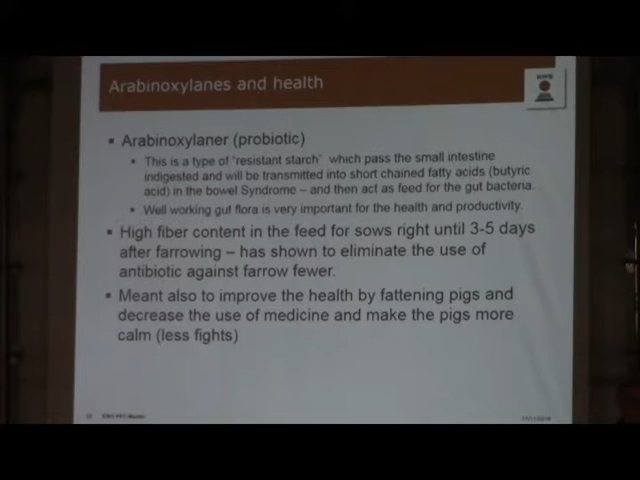 Arabinoxylanes and health
Arabinoxylaner (probiotic)
This is a type of "resistant starch" which pass the small intestine
indigested and will be transmitted into short chained fatty acids (butyric
acid) in the bowel Syndrome – and then act as feed for the gut bacteria.
Well working gut flora is very important for the health and productivity.
High fiber content in the feed for sows right until 3-5 days
after farrowing – has shown to eliminate the use of
antibiotic against farrow fewer.
Meant also to improve the health by fattening pigs and
decrease the use of medicine and make the pigs more
calm (less fights)